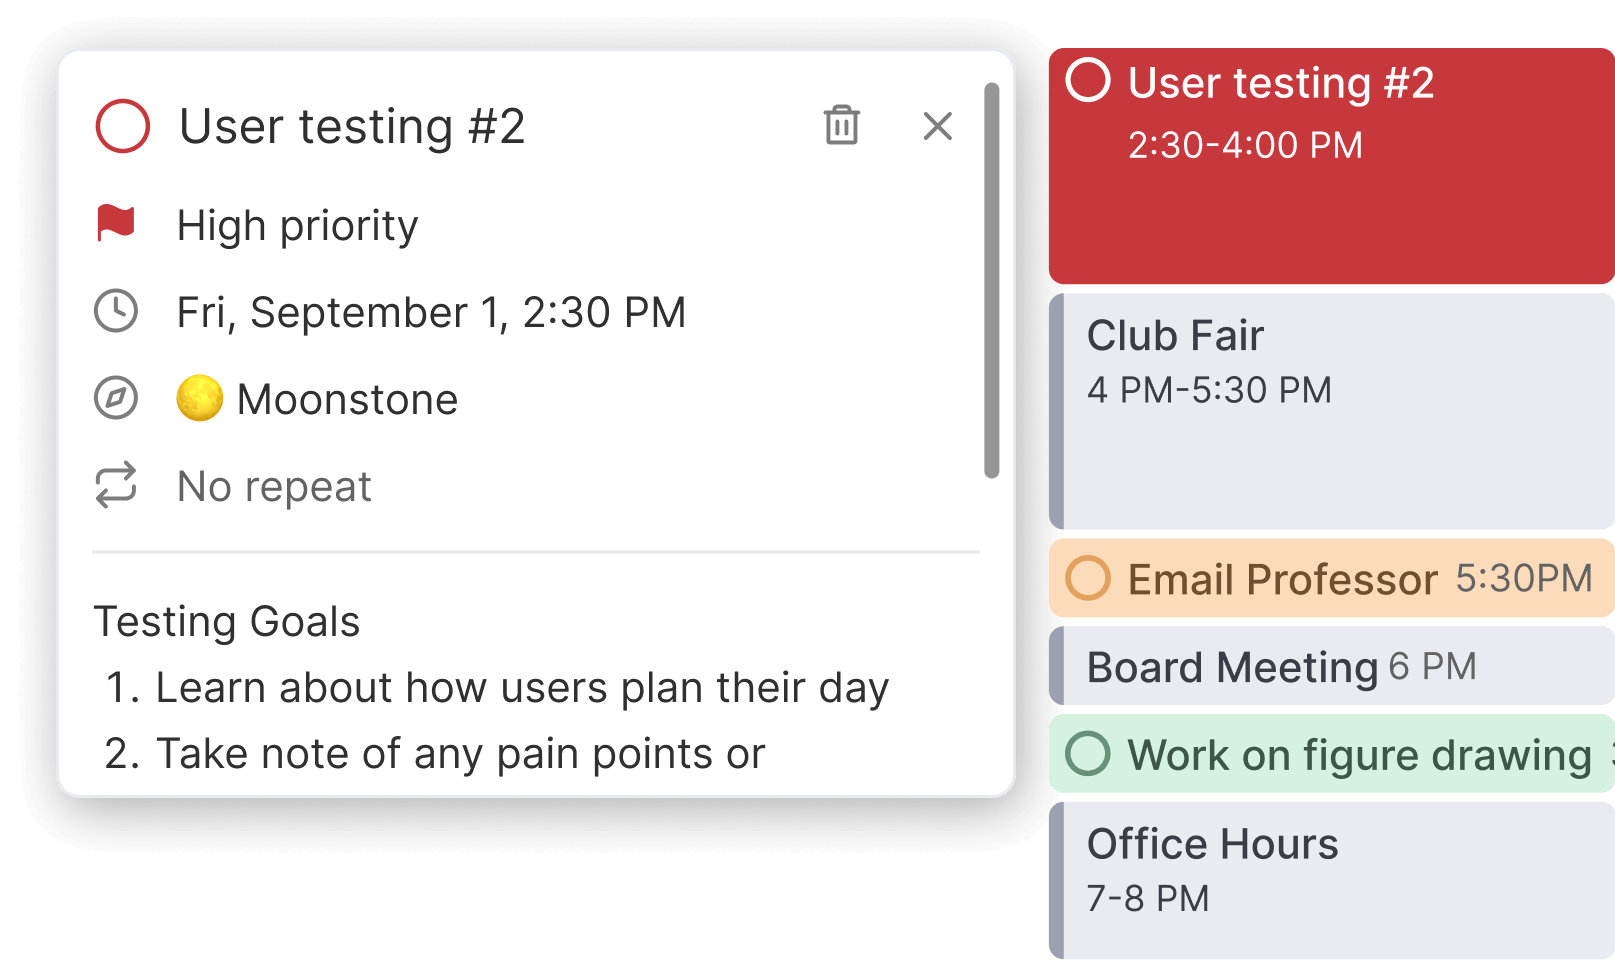 User testing #2
High priority
Fri, September 1, 2:30 PM
Moonstone
No repeat
Testing Goals
1. Learn about how users plan their day
2. Take note of any pain points or
User testing #2
2:30-4:00 PM
Club Fair
4 PM-5:30 PM
Email Professor 5:30PM
Board Meeting 6 PM
Work on figure drawing
Office Hours
7-8 PM